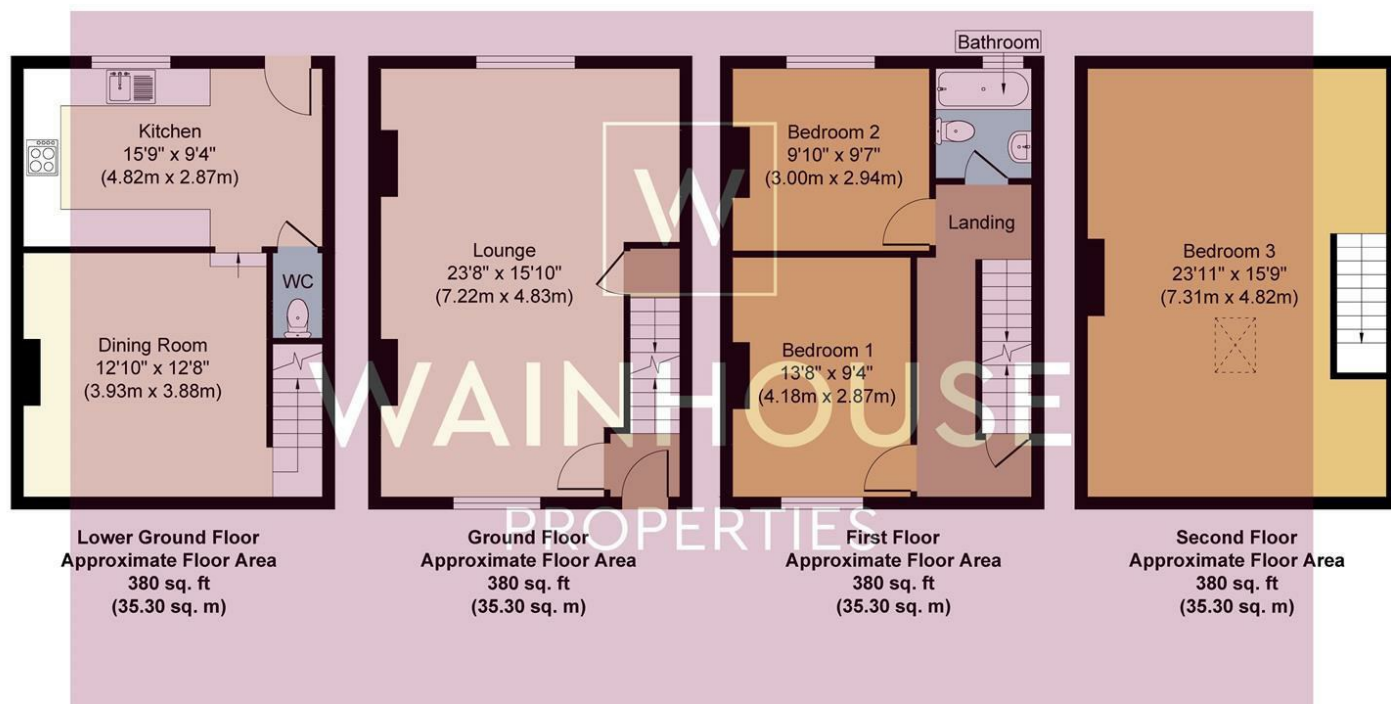 Bathroom
Kitchen
15'9" x 9'4"
(4.82m x 2.87m)
WC
Dining Room
12'10" x 12'8"
(3.93m x 3.88m)
Lounge
23'8" x 15'10"
(7.22m x 4.83m)
Bedroom 2
9'10" x 9'7"
(3.00m x 2.94m)
Landing
Bedroom 1
13'8" x 9'4"
(4.18m x 2.87m)
Bedroom 3
23'11" x 15'9"
(7.31m x 4.82m)
W
WAINHOUSE
PROPERTIES
Lower Ground Floor
Approximate Floor Area
380 sq. ft
(35.30 sq. m)
Ground Floor
Approximate Floor Area
380 sq. ft
(35.30 sq. m)
First Floor
Approximate Floor Area
380 sq. ft
(35.30 sq. m)
Second Floor
Approximate Floor Area
380 sq. ft
(35.30 sq. m)